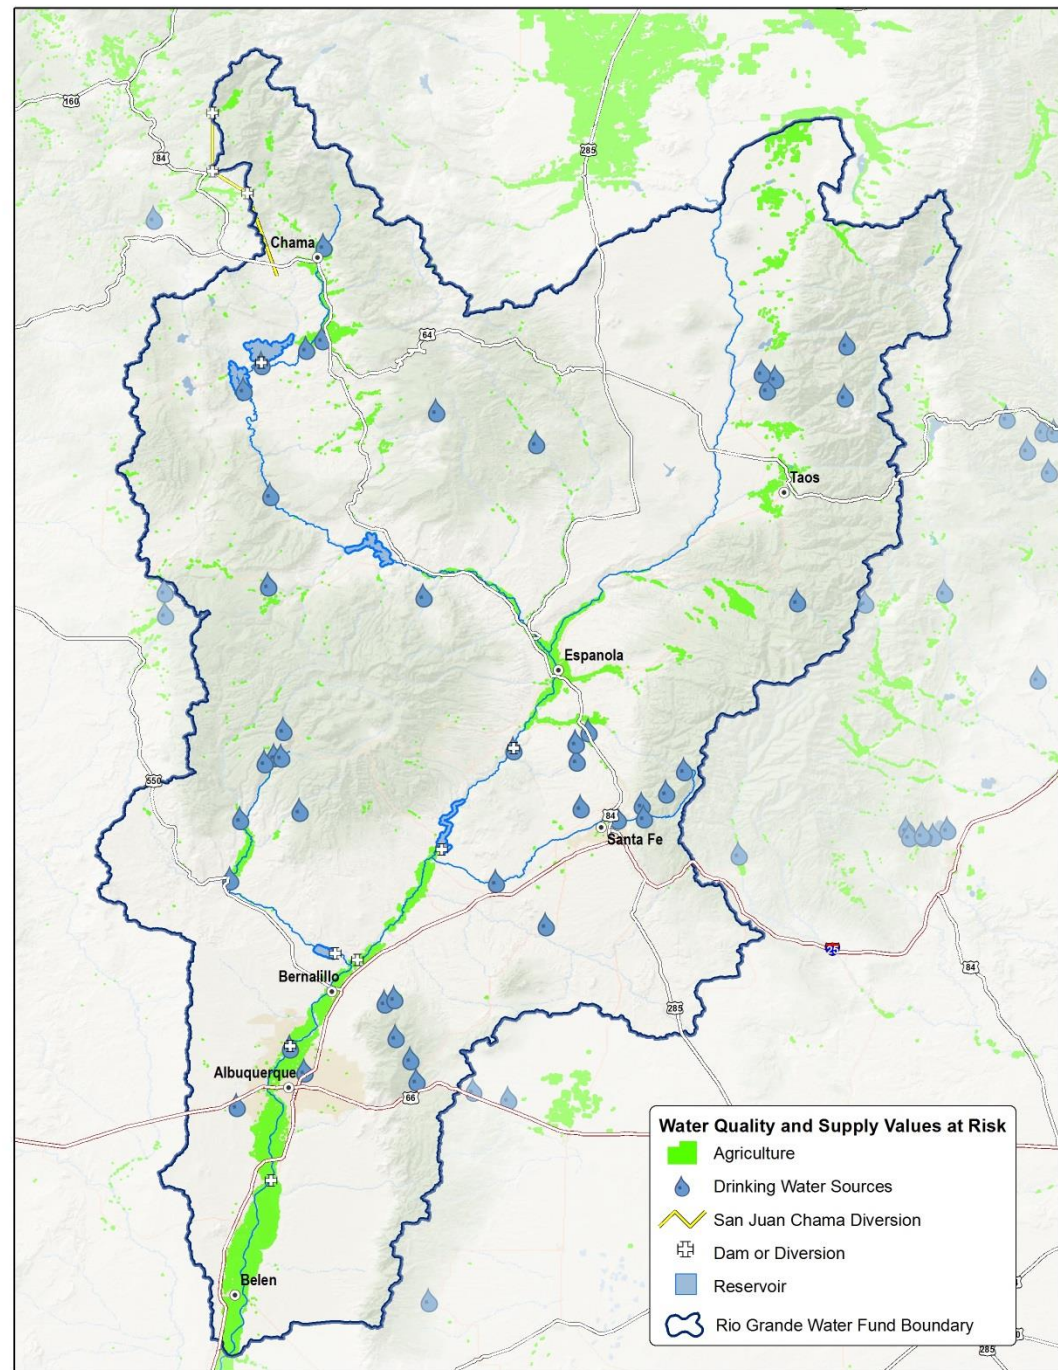 160
84
285
Chama
64
Taos
Espanola
550
84
Santa Fe
25
84
Bernalillo
285
Albuquerque
66
Water Quality and Supply Values at Risk
Agriculture
Drinking Water Sources
San Juan Chama Diversion
Dam or Diversion
Reservoir
Rio Grande Water Fund Boundary
Belen
285